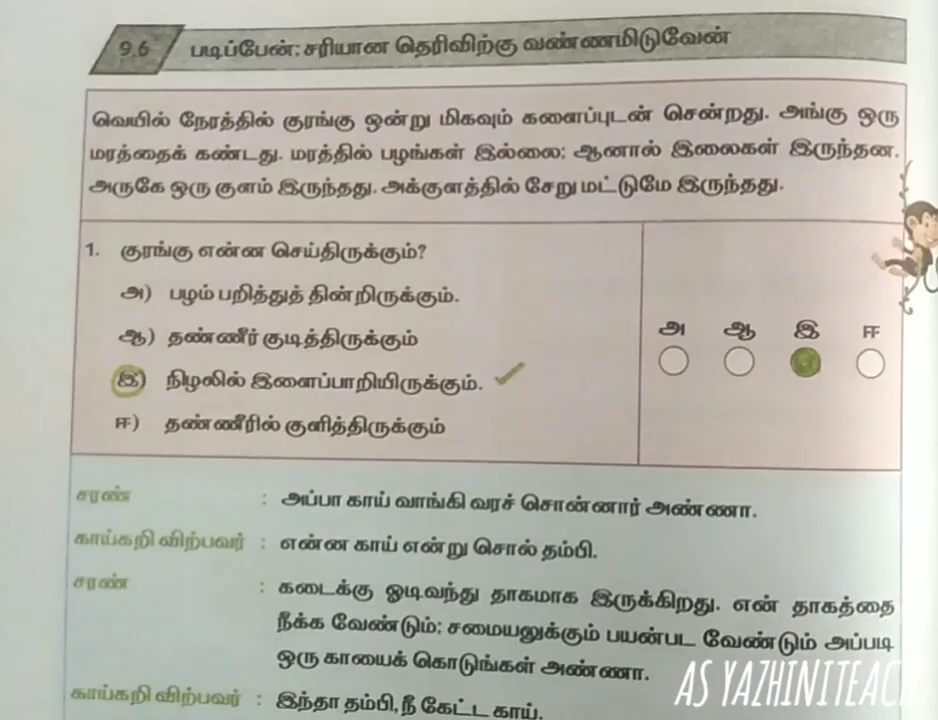 9.6 படிப்பேன்: சரியான தெரிவிற்கு வண்ணமிடுவேன்
வெயில் நேரத்தில் குரங்கு ஒன்று மிகவும் களைப்புடன் சென்றது. அங்கு ஒரு
மரத்தைக் கண்டது. மரத்தில் பழங்கள் இல்லை; ஆனால் இலைகள் இருந்தன.
அருகே ஒரு குளம் இருந்தது. அக்குளத்தில் சேறு மட்டுமே இருந்தது.
1. குரங்கு என்ன செய்திருக்கும்?
அ) பழம் பறித்துத் தின்றிருக்கும்.
ஆ) தண்ணீர் குடித்திருக்கும்
இ) நிழலில் இளைப்பாறியிருக்கும்.
ஈ) தண்ணீரில் குளித்திருக்கும்
அ ஆ இ ஈ
சரண் : அப்பா காய் வாங்கி வரச் சொன்னார் அண்ணா.
காய்கறி விற்பவர் : என்ன காய் என்று சொல் தம்பி.
சரண் : கடைக்கு ஓடிவந்து தாகமாக இருக்கிறது. என் தாகத்தை
நீக்க வேண்டும்; சமையலுக்கும் பயன்பட வேண்டும் அப்படி
ஒரு காயைக் கொடுங்கள் அண்ணா.
காய்கறி விற்பவர் : இந்தா தம்பி, நீ கேட்ட காய்.
AS YAZHINITEAC